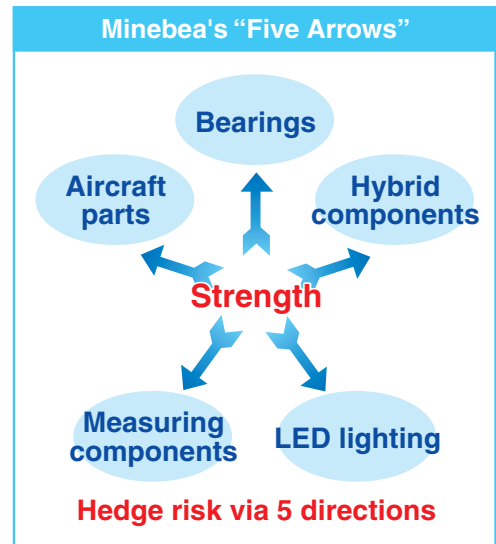 Minebea's “Five Arrows”
Bearings
Aircraft
parts
Hybrid
components
Strength
Measuring
components
LED lighting
Hedge risk via 5 directions